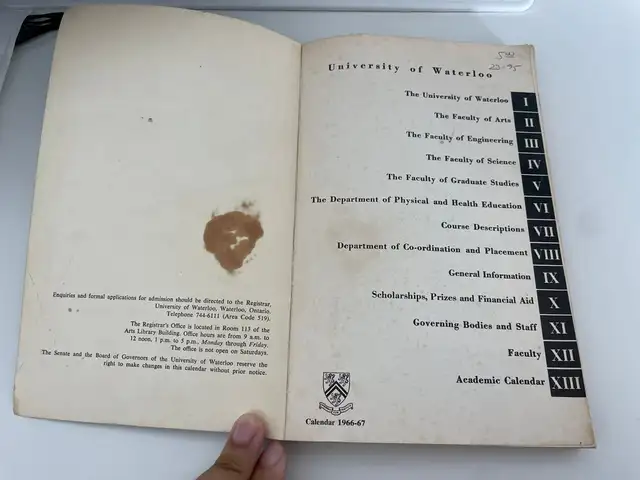 Enquiries and formal applications for admission should be directed to the Registrar,
University of Waterloo, Waterloo, Ontario.
Telephone 744-6111 (Area Code 519).
The Registrar's Office is located in Room 113 of the
Arts Library Building. Office hours are from 9 a.m. to
12 noon, 1 p.m. to 5 p.m., Monday through Friday.
The office is not open on Saturdays.
The Senate and the Board of Governors of the University of Waterloo reserve the
right to make changes in this calendar without prior notice.
University of Waterloo
The University of Waterloo I
The Faculty of Arts II
The Faculty of Engineering III
The Faculty of Science IV
The Faculty of Graduate Studies V
The Department of Physical and Health Education VI
Course Descriptions VII
Department of Co-ordination and Placement VIII
General Information IX
Scholarships, Prizes and Financial Aid X
Governing Bodies and Staff XI
Faculty XII
Academic Calendar XIII
Calendar 1966-67